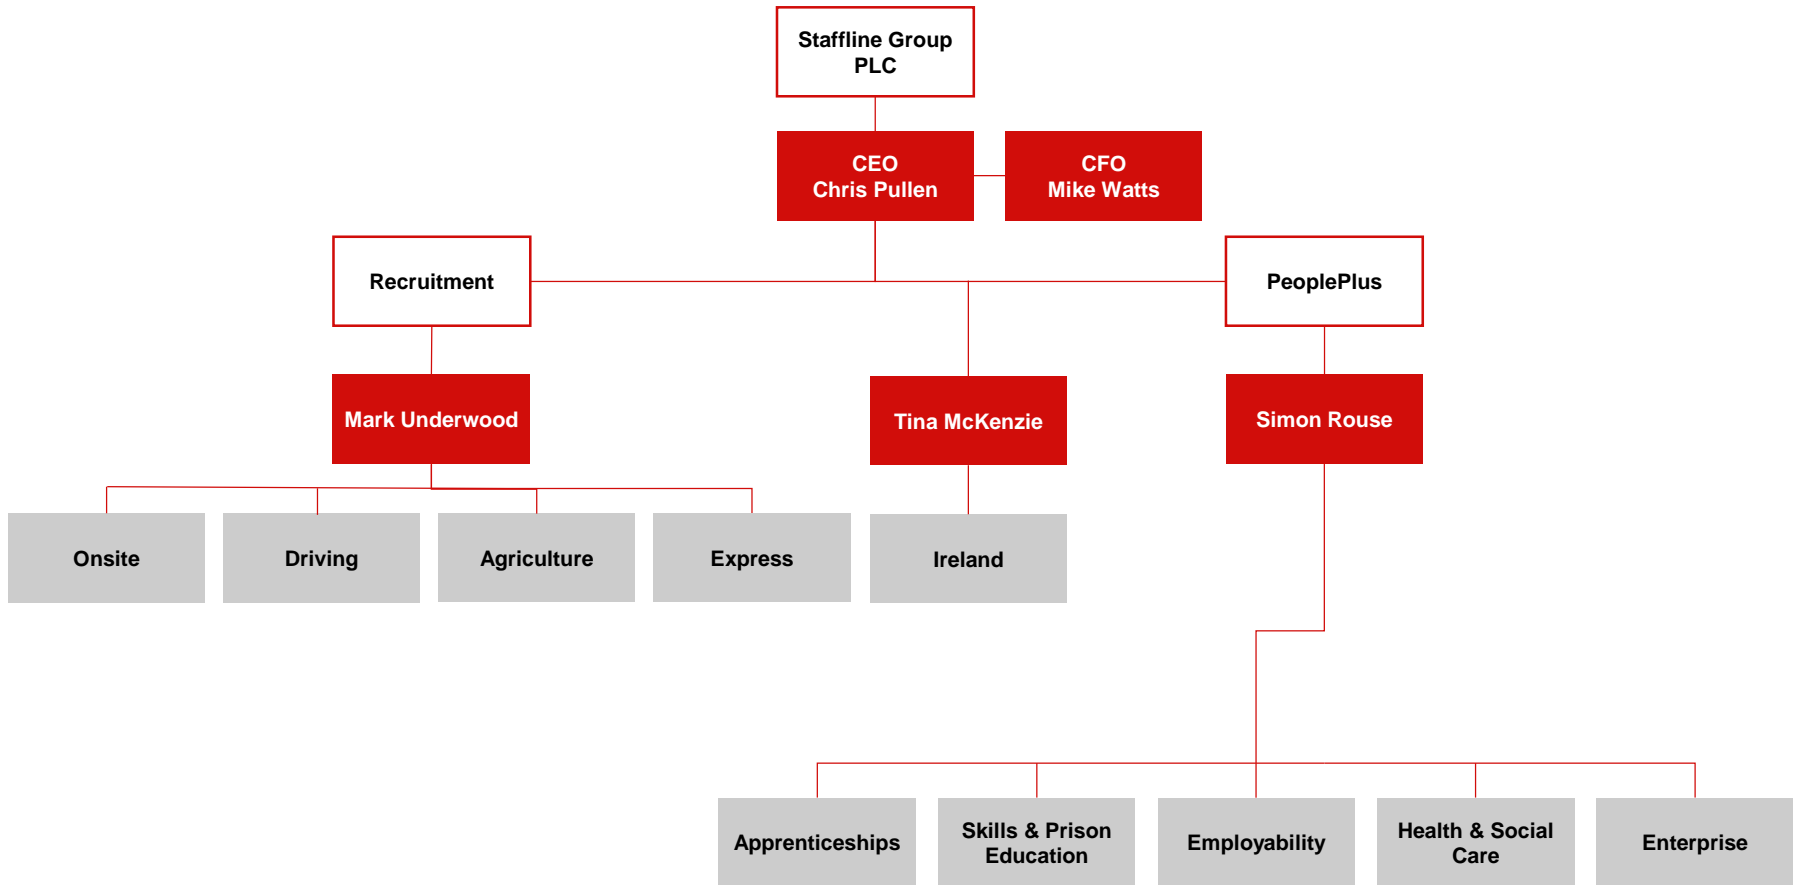 Staffline Group
PLC
CEO
Chris Pullen
CFO
Mike Watts
Recruitment
PeoplePlus
Mark Underwood
Tina McKenzie
Simon Rouse
Onsite
Driving
Agriculture
Express
Ireland
Apprenticeships
Skills & Prison
Education
Employability
Health & Social
Care
Enterprise